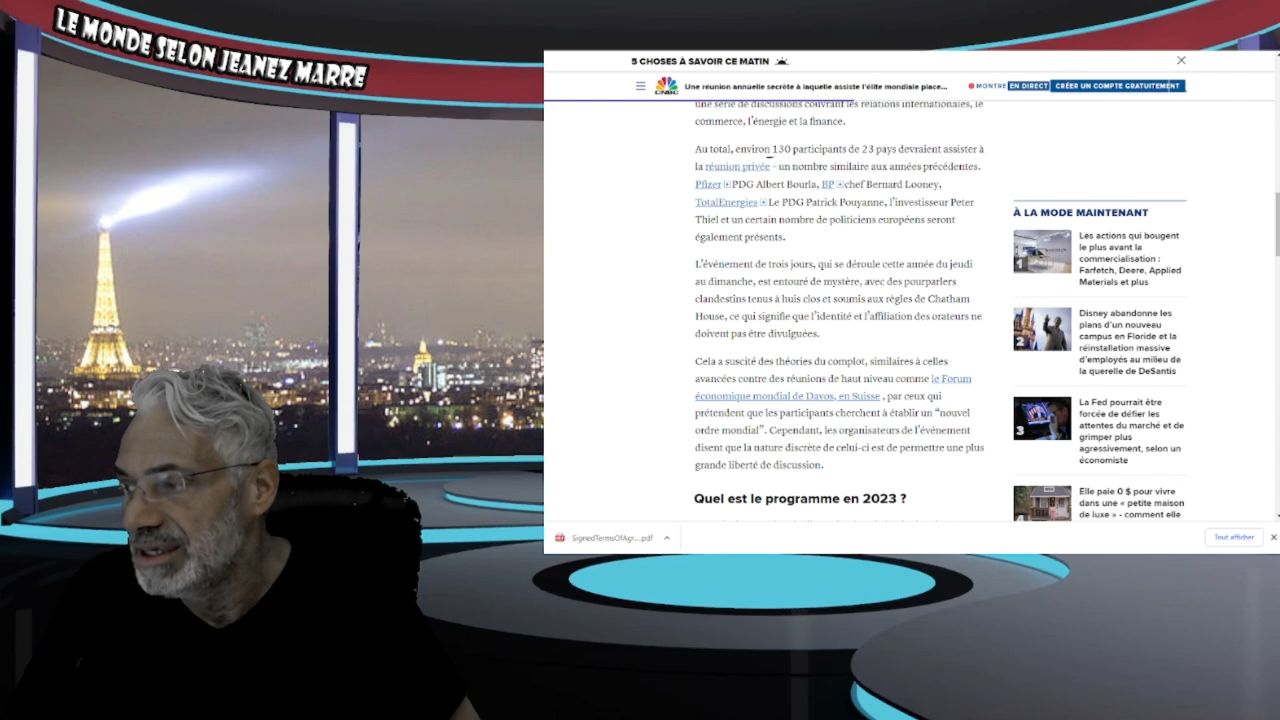 LE MONDE SELON JEANEZ MARRE
5 CHOSES À SAVOIR CE MATIN
CNBC
Une réunion annuelle secrète à laquelle assiste l'élite mondiale place...
MONTRE EN DIRECT
CRÉER UN COMPTE GRATUITEMENT
une série de discussions couvrant les relations internationales, le
commerce, l'énergie et la finance.
Au total, environ 130 participants de 23 pays devraient assister à
la réunion privée – un nombre similaire aux années précédentes.
Pfizer PDG Albert Bourla, BP chef Bernard Looney,
TotalEnergies Le PDG Patrick Pouyanne, l'investisseur Peter
Thiel et un certain nombre de politiciens européens seront
également présents.
L'événement de trois jours, qui se déroule cette année du jeudi
au dimanche, est entouré de mystère, avec des pourparlers
clandestins tenus à huis clos et soumis aux règles de Chatham
House, ce qui signifie que l'identité et l'affiliation des orateurs ne
doivent pas être divulguées.
Cela a suscité des théories du complot, similaires à celles
avancées contre des réunions de haut niveau comme le Forum
économique mondial de Davos, en Suisse , par ceux qui
prétendent que les participants cherchent à établir un “nouvel
ordre mondial”. Cependant, les organisateurs de l'événement
disent que la nature discrète de celui-ci est de permettre une plus
grande liberté de discussion.
Quel est le programme en 2023 ?
À LA MODE MAINTENANT
1
Les actions qui bougent
le plus avant la
commercialisation :
Farfetch, Deere, Applied
Materials et plus
2
Disney abandonne les
plans d'un nouveau
campus en Floride et la
réinstallation massive
d'employés au milieu de
la querelle de DeSantis
3
La Fed pourrait être
forcée de défier les
attentes du marché et de
grimper plus
agressivement, selon un
économiste
Elle paie 0 $ pour vivre
dans une « petite maison
de luxe » - comment elle
SignedTermsOfAgr....pdf
Tout afficher